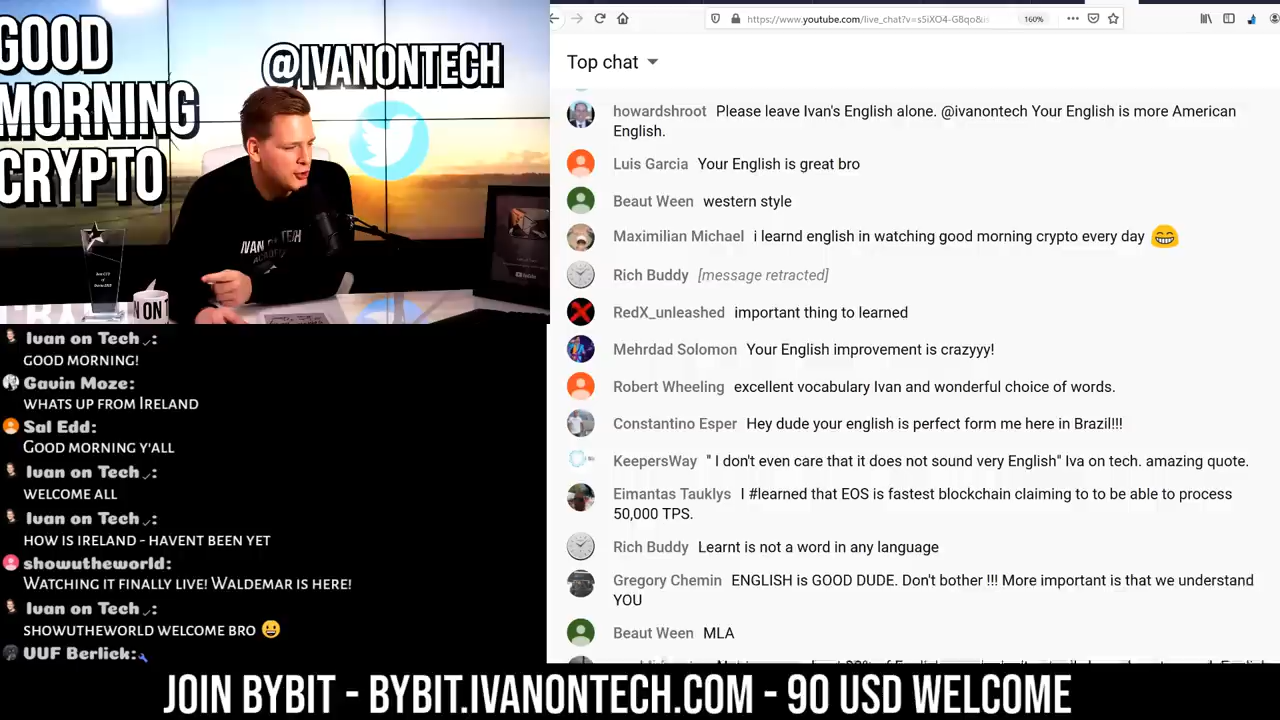 GOOD
MORNING
CRYPTO
@IVANONTECH
IVAN ON TECH
ACADEMY
ON
Ivan on Tech:
GOOD MORNING!
Gavin Moze:
WHATS UP FROM IRELAND
Sal Edd:
GOOD MORNING Y'ALL
Ivan on Tech:
WELCOME ALL
Ivan on Tech:
HOW IS IRELAND - HAVENT BEEN YET
showutheworld:
WATCHING IT FINALLY LIVE! WALDEMAR IS HERE!
Ivan on Tech:
SHOWUTHEWORLD WELCOME BRO 😀
UUF Berlick:
https://www.youtube.com/live_chat?v=s5iXO4-G8qo&is
160%
Top chat
howardshroot Please leave Ivan's English alone. @ivanontech Your English is more American
English.
Luis Garcia Your English is great bro
Beaut Ween western style
Maximilian Michael i learnd english in watching good morning crypto every day 😁
Rich Buddy [message retracted]
RedX_unleashed important thing to learned
Mehrdad Solomon Your English improvement is crazyyy!
Robert Wheeling excellent vocabulary Ivan and wonderful choice of words.
Constantino Esper Hey dude your english is perfect form me here in Brazil!!!
KeepersWay " I don't even care that it does not sound very English" Iva on tech. amazing quote.
Eimantas Tauklys I #learned that EOS is fastest blockchain claiming to to be able to process
50,000 TPS.
Rich Buddy Learnt is not a word in any language
Gregory Chemin ENGLISH is GOOD DUDE. Don't bother !!! More important is that we understand
YOU
Beaut Ween MLA
JOIN BYBIT - BYBIT.IVANONTECH.COM - 90 USD WELCOME